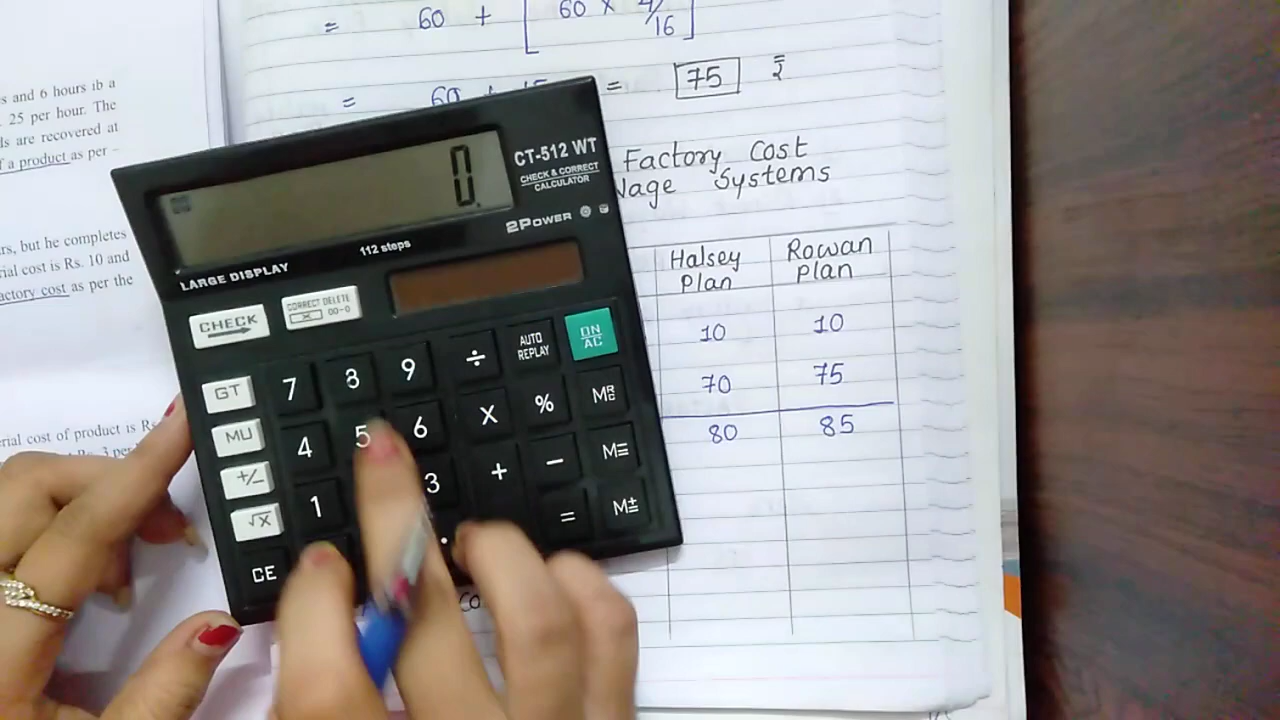 = 60 + [ 60 × 4/16 ]
= 60 + 15 = 75 ₹
s and 6 hours ib a
25 per hour. The
ls are recovered at
f a product as per –
rs, but he completes
rial cost is Rs. 10 and
actory cost as per the
rial cost of product is Rs
Factory Cost
Wage Systems
Halsey Plan Rowan plan
10 10
70 75
80 85
0.
CT-512 WT
CHECK & CORRECT
CALCULATOR
2POWER
112 steps
LARGE DISPLAY
CHECK
CORRECT DELETE
00→0
AUTO REPLAY
ON AC
GT 7 8 9 ÷
MU 4 5 6 X %
+/- 1 3 + −
√X . =
CE